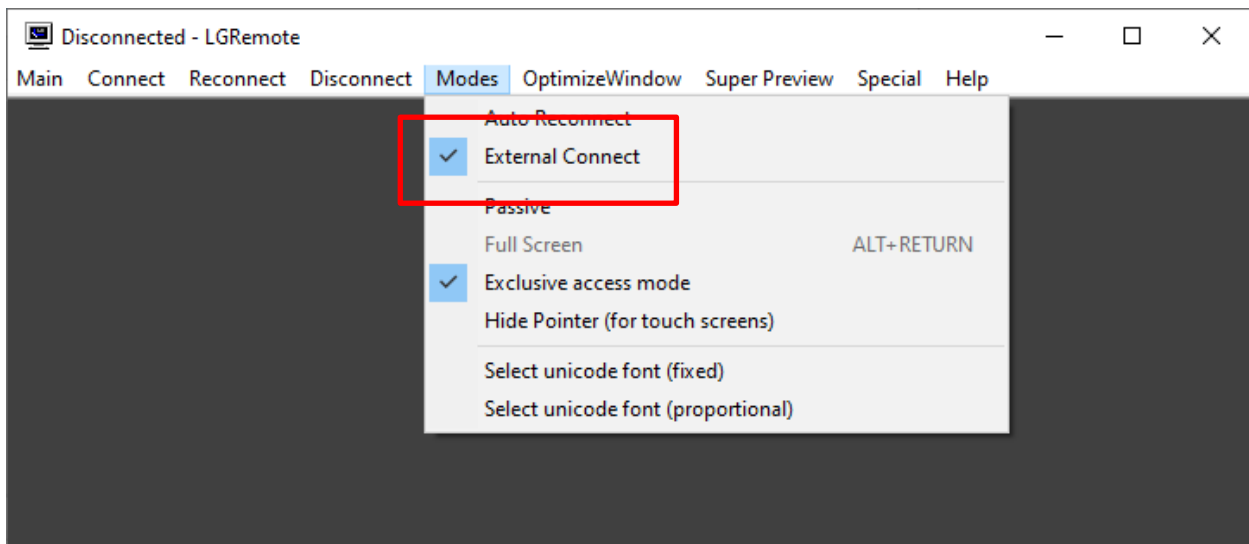 Disconnected - LGRemote
Main Connect Reconnect Disconnect Modes OptimizeWindow Super Preview Special Help
Auto Reconnect
External Connect
Passive
Full Screen ALT+RETURN
Exclusive access mode
Hide Pointer (for touch screens)
Select unicode font (fixed)
Select unicode font (proportional)